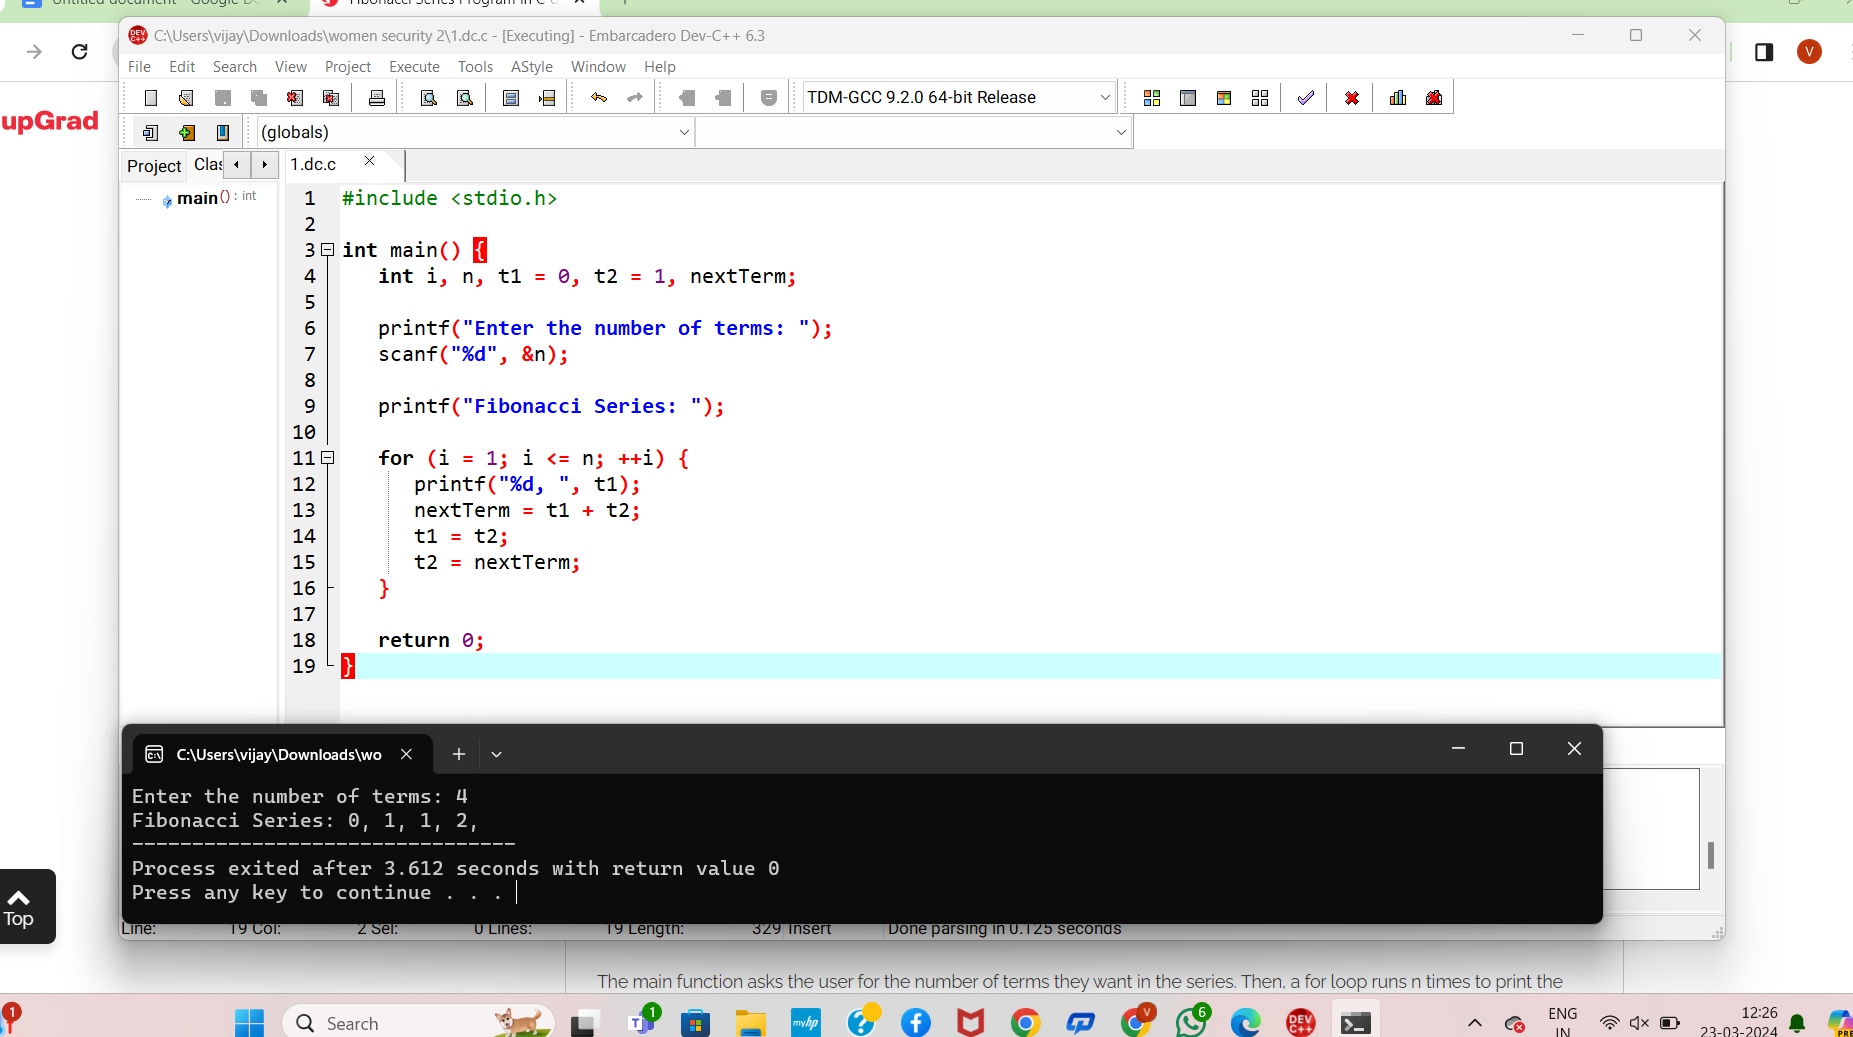 Untitled document - Google D
Fibonacci Series Program in C
C:\Users\vijay\Downloads\women security 2\1.dc.c - [Executing] - Embarcadero Dev-C++ 6.3
V
File Edit Search View Project Execute Tools AStyle Window Help
TDM-GCC 9.2.0 64-bit Release
upGrad
(globals)
Project Clas 1.dc.c
main() : int
1 #include <stdio.h>
2
3 int main() {
4 int i, n, t1 = 0, t2 = 1, nextTerm;
5
6 printf("Enter the number of terms: ");
7 scanf("%d", &n);
8
9 printf("Fibonacci Series: ");
10
11 for (i = 1; i <= n; ++i) {
12 printf("%d, ", t1);
13 nextTerm = t1 + t2;
14 t1 = t2;
15 t2 = nextTerm;
16 }
17
18 return 0;
19 }
C:\Users\vijay\Downloads\wo
Enter the number of terms: 4
Fibonacci Series: 0, 1, 1, 2,
--------------------------------
Process exited after 3.612 seconds with return value 0
Press any key to continue . . .
Top
Line: 19 Col: 2 Sel: 0 Lines: 19 Length: 329 Insert Done parsing in 0.125 seconds
The main function asks the user for the number of terms they want in the series. Then, a for loop runs n times to print the
1
Search
1
myhp
V
6
DEV C++
ENG
IN
12:26
23-03-2024
PRE